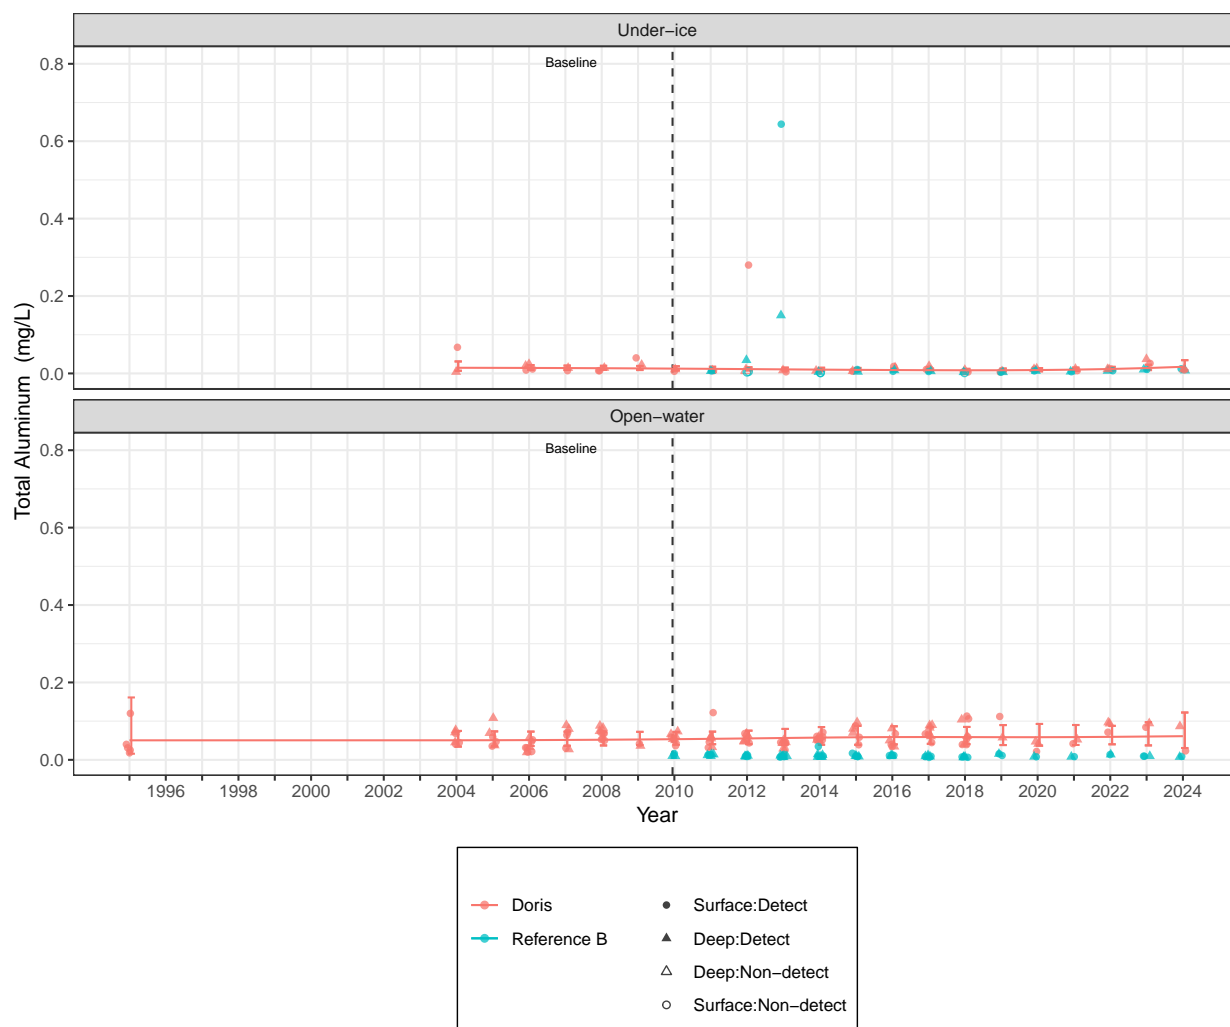 Under−ice
Baseline
0.8
0.6
0.4
0.2
0.0
Open−water
Baseline
0.8
0.6
0.4
0.2
0.0
Total Aluminum (mg/L)
1996 1998 2000 2002 2004 2006 2008 2010 2012 2014 2016 2018 2020 2022 2024
Year
Doris
Reference B
Surface:Detect
Deep:Detect
Deep:Non−detect
Surface:Non−detect